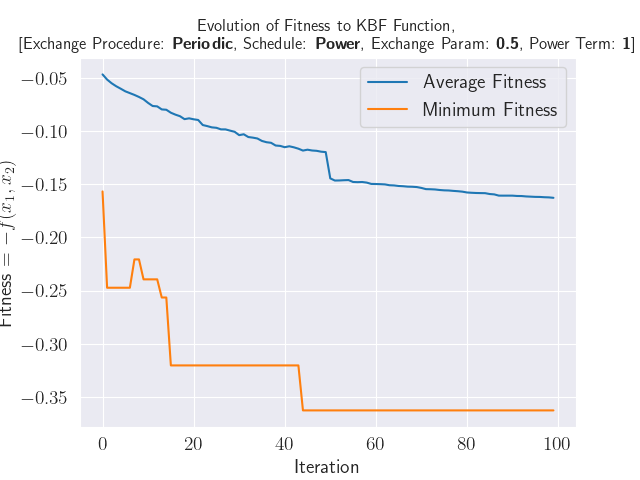 Evolution of Fitness to KBF Function,
[Exchange Procedure: Periodic, Schedule: Power, Exchange Param: 0.5, Power Term: 1]
Average Fitness
Minimum Fitness
Fitness = −f(x₁, x₂)
−0.05
−0.10
−0.15
−0.20
−0.25
−0.30
−0.35
0 20 40 60 80 100
Iteration